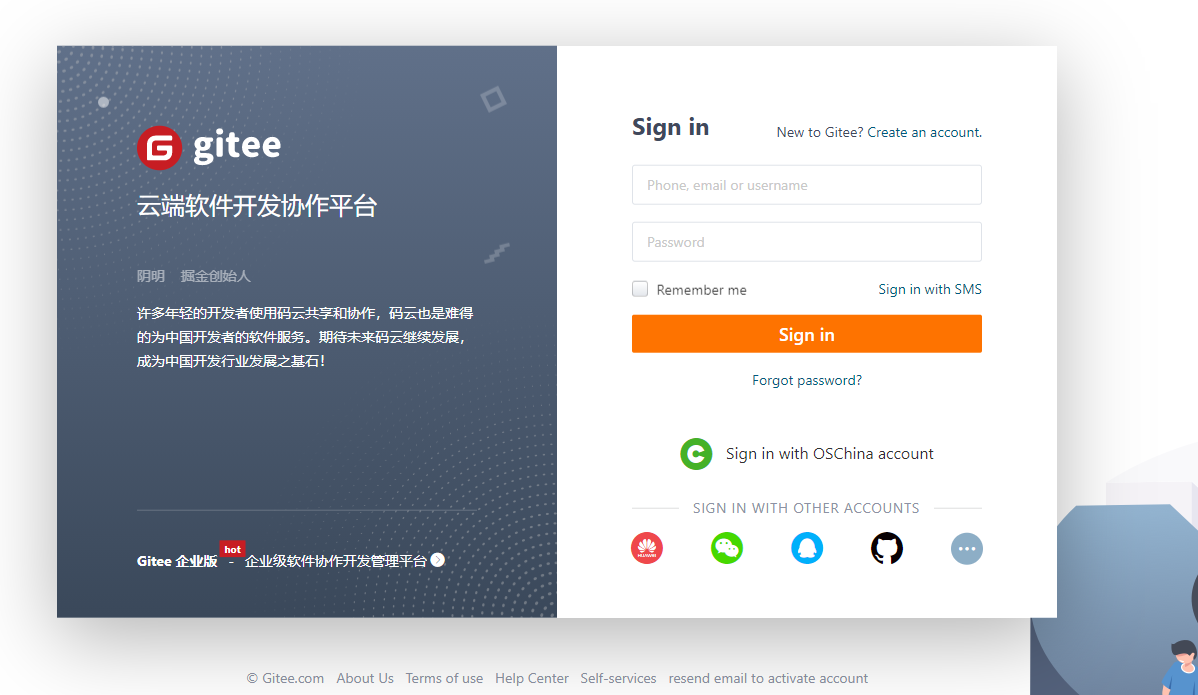 gitee
云端软件开发协作平台
阴明 掘金创始人
许多年轻的开发者使用码云共享和协作，码云也是难得
的为中国开发者的软件服务。期待未来码云继续发展，
成为中国开发行业发展之基石！
Gitee 企业版 hot - 企业级软件协作开发管理平台
Sign in
New to Gitee? Create an account.
Phone, email or username
Password
Remember me
Sign in with SMS
Sign in
Forgot password?
Sign in with OSChina account
SIGN IN WITH OTHER ACCOUNTS
HUAWEI
© Gitee.com About Us Terms of use Help Center Self-services resend email to activate account